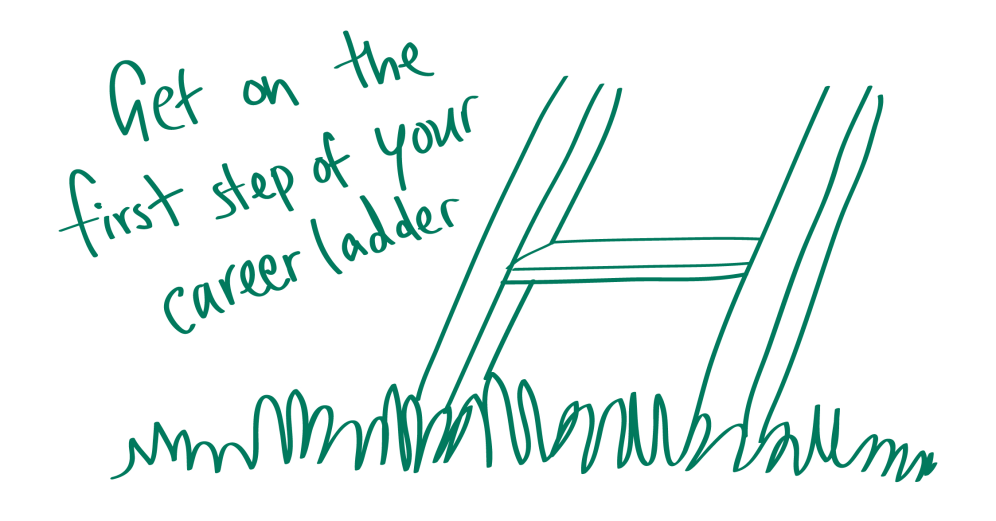 Get on the
first step of your
career ladder